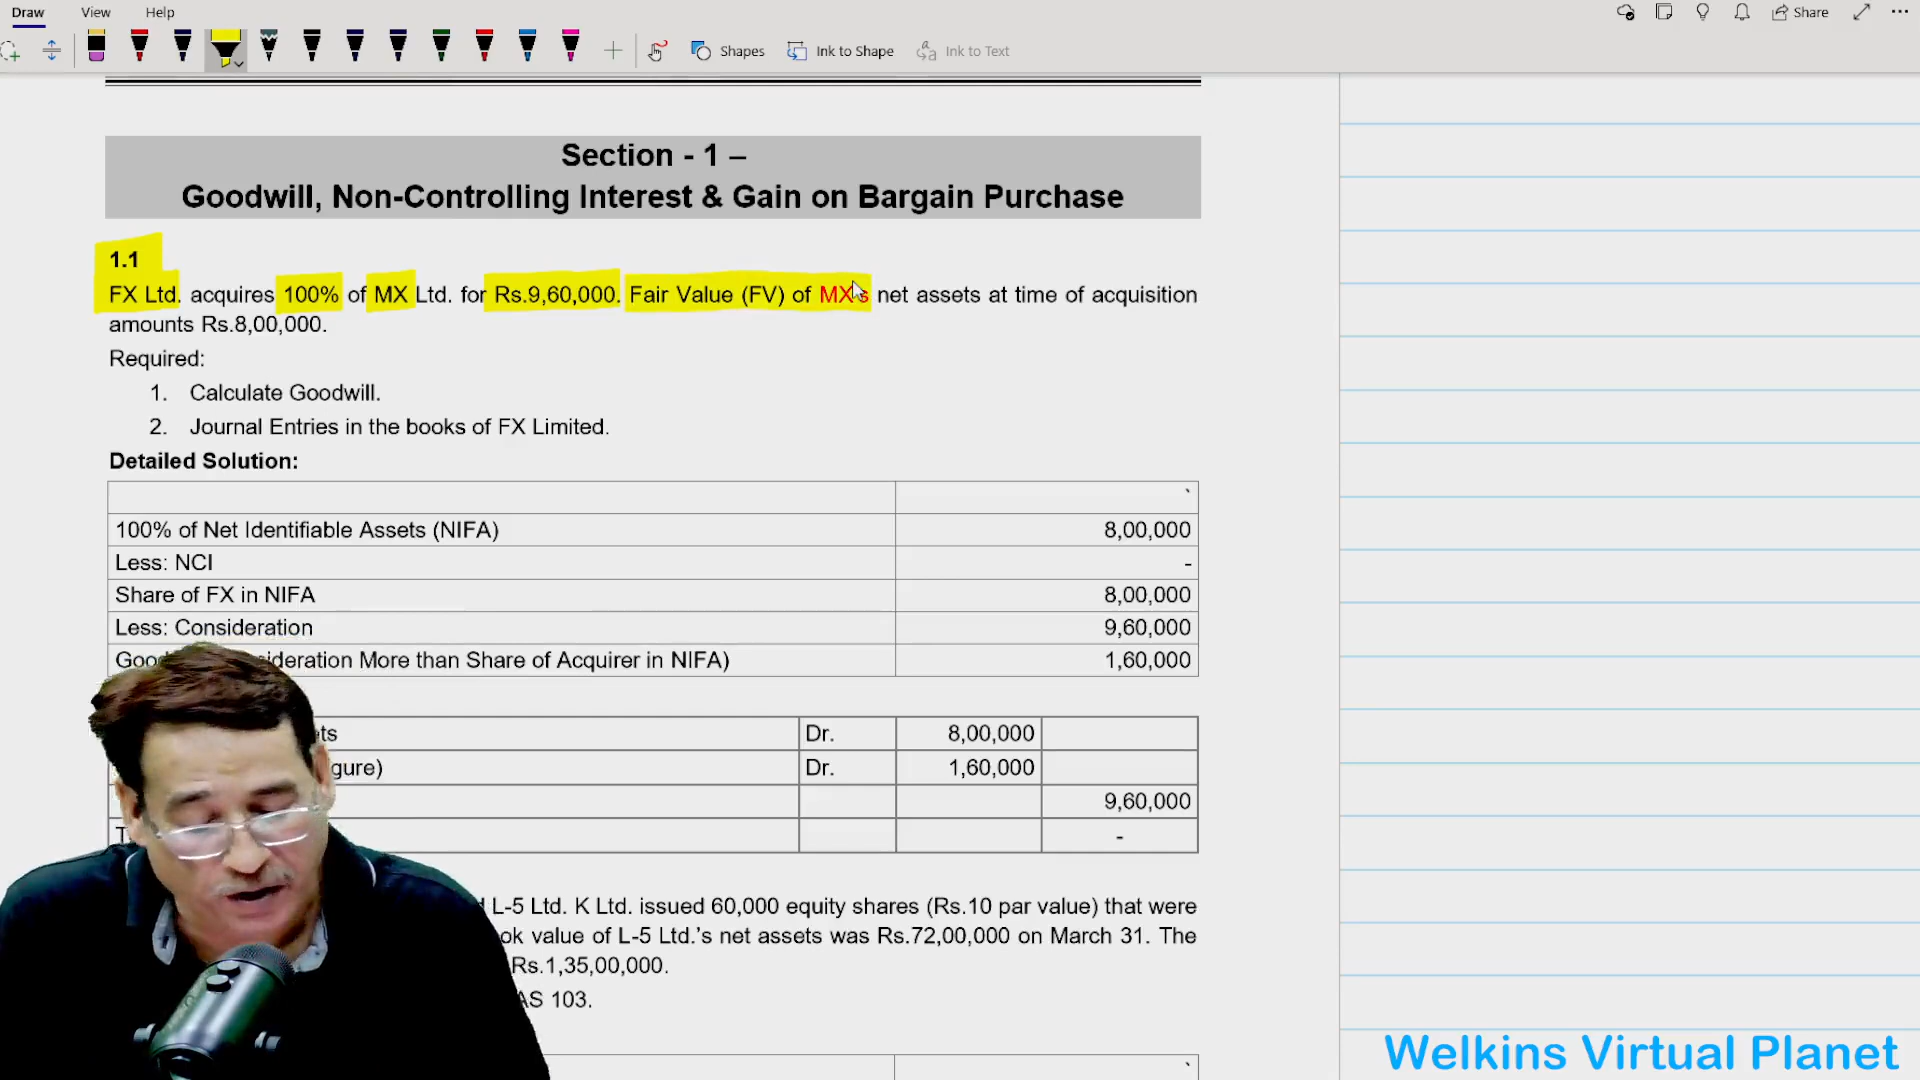 Draw View Help
Share
Shapes Ink to Shape Ink to Text
Section - 1 –
Goodwill, Non-Controlling Interest & Gain on Bargain Purchase
1.1
FX Ltd. acquires 100% of MX Ltd. for Rs.9,60,000. Fair Value (FV) of MX's net assets at time of acquisition
amounts Rs.8,00,000.
Required:
1. Calculate Goodwill.
2. Journal Entries in the books of FX Limited.
Detailed Solution:
`
100% of Net Identifiable Assets (NIFA) 8,00,000
Less: NCI -
Share of FX in NIFA 8,00,000
Less: Consideration 9,60,000
More than Share of Acquirer in NIFA) 1,60,000
Dr. 8,00,000
Dr. 1,60,000
9,60,000
-
L-5 Ltd. K Ltd. issued 60,000 equity shares (Rs.10 par value) that were
value of L-5 Ltd.'s net assets was Rs.72,00,000 on March 31. The
Rs.1,35,00,000.
103.
`
Welkins Virtual Planet